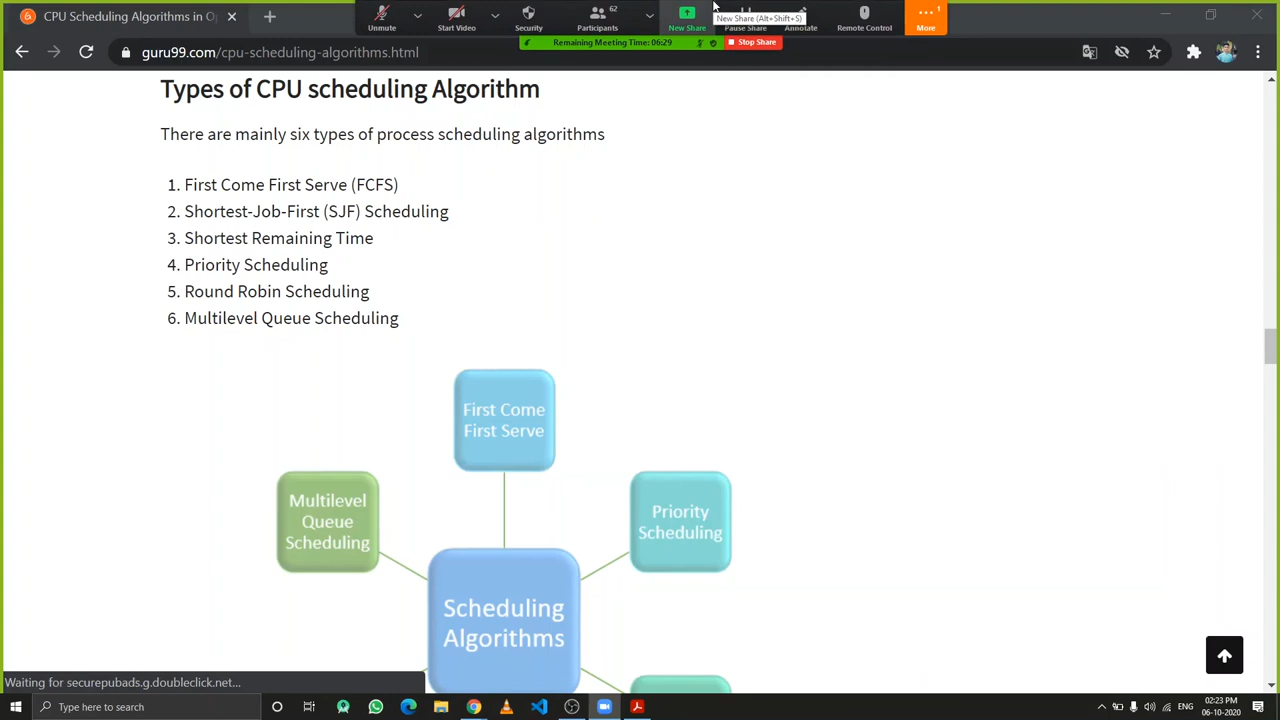 CPU Scheduling Algorithms in O
62
1
Unmute
Start Video
Security
Participants
New Share
Pause Share
Annotate
Remote Control
More
New Share (Alt+Shift+S)
Remaining Meeting Time: 06:29
Stop Share
guru99.com/cpu-scheduling-algorithms.html
Types of CPU scheduling Algorithm
There are mainly six types of process scheduling algorithms
1. First Come First Serve (FCFS)
2. Shortest-Job-First (SJF) Scheduling
3. Shortest Remaining Time
4. Priority Scheduling
5. Round Robin Scheduling
6. Multilevel Queue Scheduling
First Come
First Serve
Multilevel
Queue
Scheduling
Priority
Scheduling
Scheduling
Algorithms
Waiting for securepubads.g.doubleclick.net...
Type here to search
ENG
02:23 PM
06-10-2020